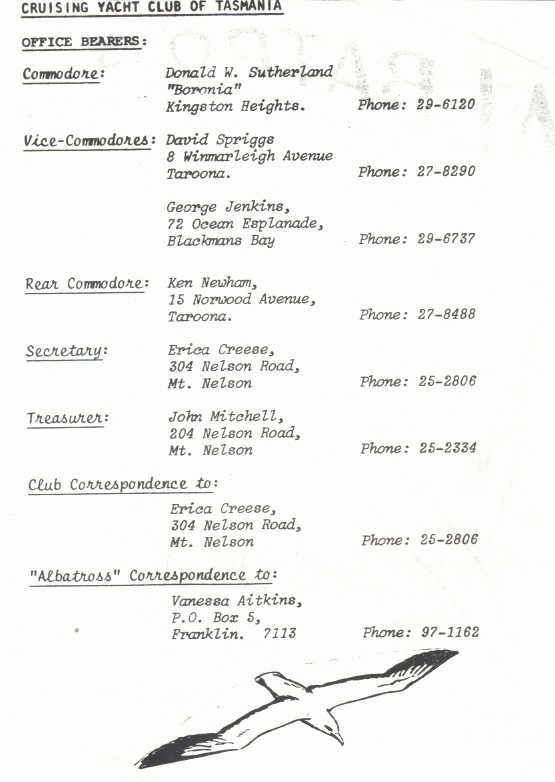 CRUISING YACHT CLUB OF TASMANIA
OFFICE BEARERS:
Commodore: Donald W. Sutherland
"Boronia"
Kingston Heights. Phone: 29-6120
Vice-Commodores: David Spriggs
8 Winmarleigh Avenue
Taroona. Phone: 27-8290
George Jenkins,
72 Ocean Esplanade,
Blackmans Bay Phone: 29-6737
Rear Commodore: Ken Newham,
15 Norwood Avenue,
Taroona. Phone: 27-8488
Secretary: Erica Creese,
304 Nelson Road,
Mt. Nelson Phone: 25-2806
Treasurer: John Mitchell,
204 Nelson Road,
Mt. Nelson Phone: 25-2334
Club Correspondence to:
Erica Creese,
304 Nelson Road,
Mt. Nelson Phone: 25-2806
"Albatross" Correspondence to:
Vanessa Aitkins,
P.O. Box 5,
Franklin. 7113 Phone: 97-1162